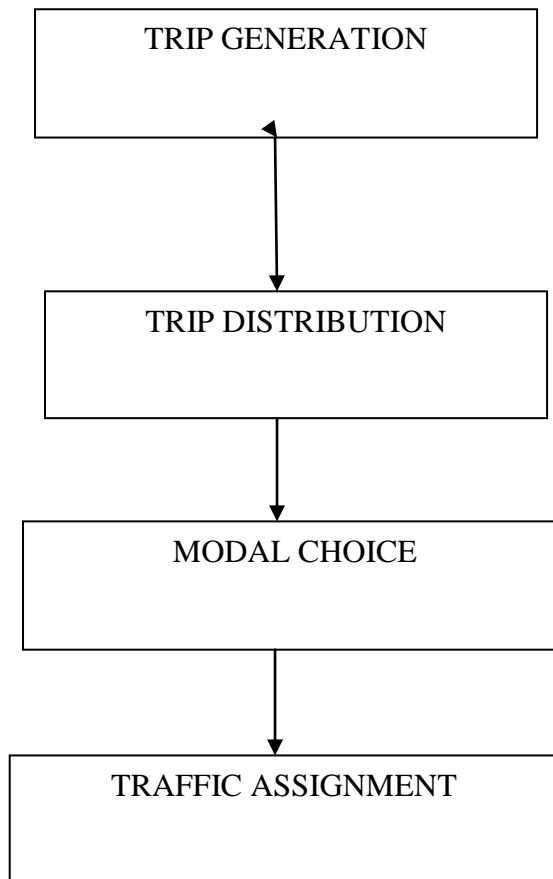 TRIP GENERATION
TRIP DISTRIBUTION
MODAL CHOICE
TRAFFIC ASSIGNMENT